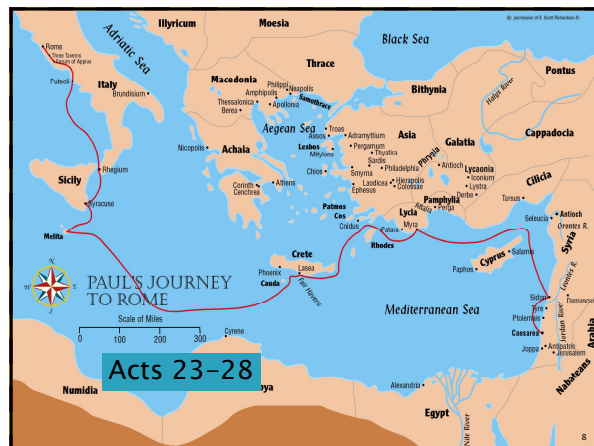 By permission of R. Scott Richardson Sr.
Illyricum
Moesia
Black Sea
Adriatic Sea
Rome
Three Taverns
Forum of Appius
Thrace
Italy
Puteoli
Brundisium
Macedonia
Philippi
Neapolis
Amphipolis
Thessalonica
Apollonia
Berea
Samothrace
Bithynia
Pontus
Halys River
Aegean Sea
Troas
Assos
Adramyttium
Asia
Galatia
Cappadocia
Nicopolis
Achaia
Lesbos
Mitylene
Pergamum
Thyatira
Sardis
Phrygia
Antioch
Lycaonia
Rhegium
Sicily
Chios
Smyrna
Philadelphia
Iconium
Cilicia
Corinth
Cenchrea
Athens
Laodicea
Hierapolis
Colossae
Lystra
Derbe
Ephesus
Pamphylia
Tarsus
Syracuse
Patmos
Cos
Lycia
Attalia
Perga
Seleucia
Antioch
Orontes R.
Melita
Cnidus
Patara
Myra
Rhodes
Syria
Crete
Salamis
Cyprus
Paphos
Phoenix
Lasea
Cauda
Fair Havens
Leontes R.
N
W
E
S
PAUL'S JOURNEY
TO ROME
Sidon
Damascus
Tyre
Mediterranean Sea
Ptolemais
Scale of Miles
0 100 200 300
Cyrene
Caesarea
Jordan River
Arabia
Joppa
Antipatris
Jerusalem
Acts 23–28
Nabateans
Numidia
bya
Alexandria
Egypt
Nile River
8